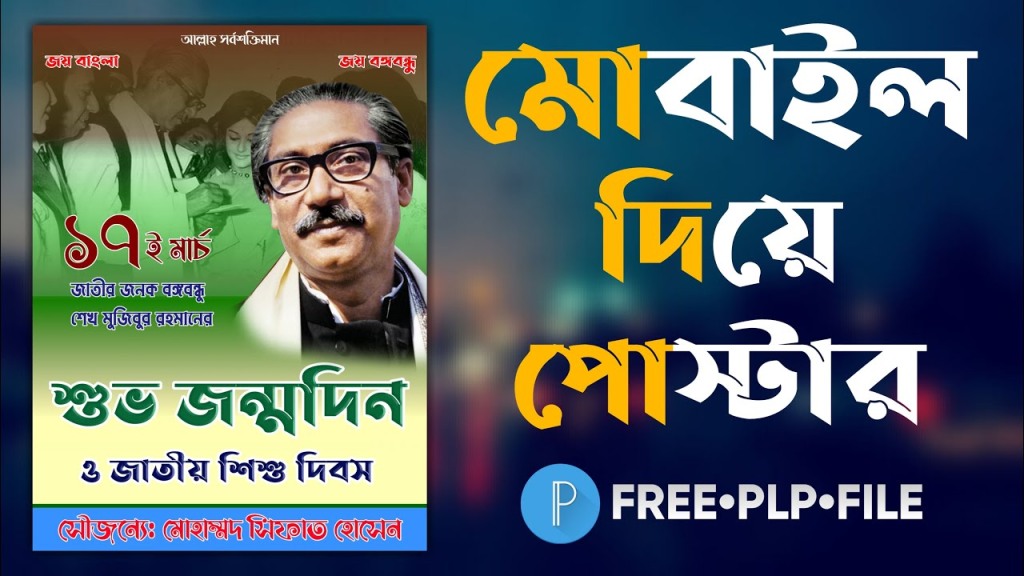 আল্লাহ সর্বশক্তিমান
জয় বাংলা
জয় বঙ্গবন্ধু
১৭ই মার্চ
জাতীর জনক বঙ্গবন্ধু
শেখ মুজিবুর রহমানের
শুভ জন্মদিন
ও জাতীয় শিশু দিবস
সৌজন্যে: মোহাম্মদ সিফাত হোসেন
মোবাইল
দিয়ে
পোস্টার
P FREE•PLP•FILE